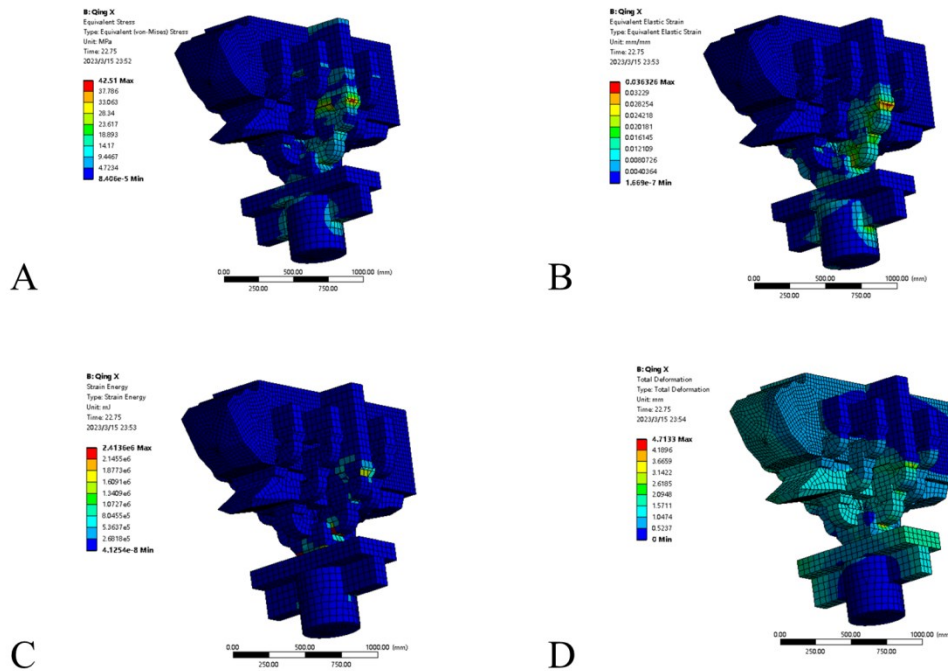 B: Qing X
Equivalent Stress
Type: Equivalent (von-Mises) Stress
Unit: MPa
Time: 22.75
2023/3/15 23:52
42.51 Max
37.786
33.063
28.34
23.617
18.893
14.17
9.4467
4.7234
8.406e-5 Min
0.00 500.00 1000.00 (mm)
250.00 750.00
A
B: Qing X
Equivalent Elastic Strain
Type: Equivalent Elastic Strain
Unit: mm/mm
Time: 22.75
2023/3/15 23:53
0.036326 Max
0.03229
0.028254
0.024218
0.020181
0.016145
0.012109
0.0080726
0.0040364
1.669e-7 Min
0.00 500.00 1000.00 (mm)
250.00 750.00
B
B: Qing X
Strain Energy
Type: Strain Energy
Unit: mJ
Time: 22.75
2023/3/15 23:53
2.4136e6 Max
2.1455e6
1.8773e6
1.6091e6
1.3409e6
1.0727e6
8.0455e5
5.3637e5
2.6818e5
4.1254e-8 Min
0.00 500.00 1000.00 (mm)
250.00 750.00
C
B: Qing X
Total Deformation
Type: Total Deformation
Unit: mm
Time: 22.75
2023/3/15 23:54
4.7133 Max
4.1896
3.6659
3.1422
2.6185
2.0948
1.5711
1.0474
0.5237
0 Min
0.00 500.00 1000.00 (mm)
250.00 750.00
D